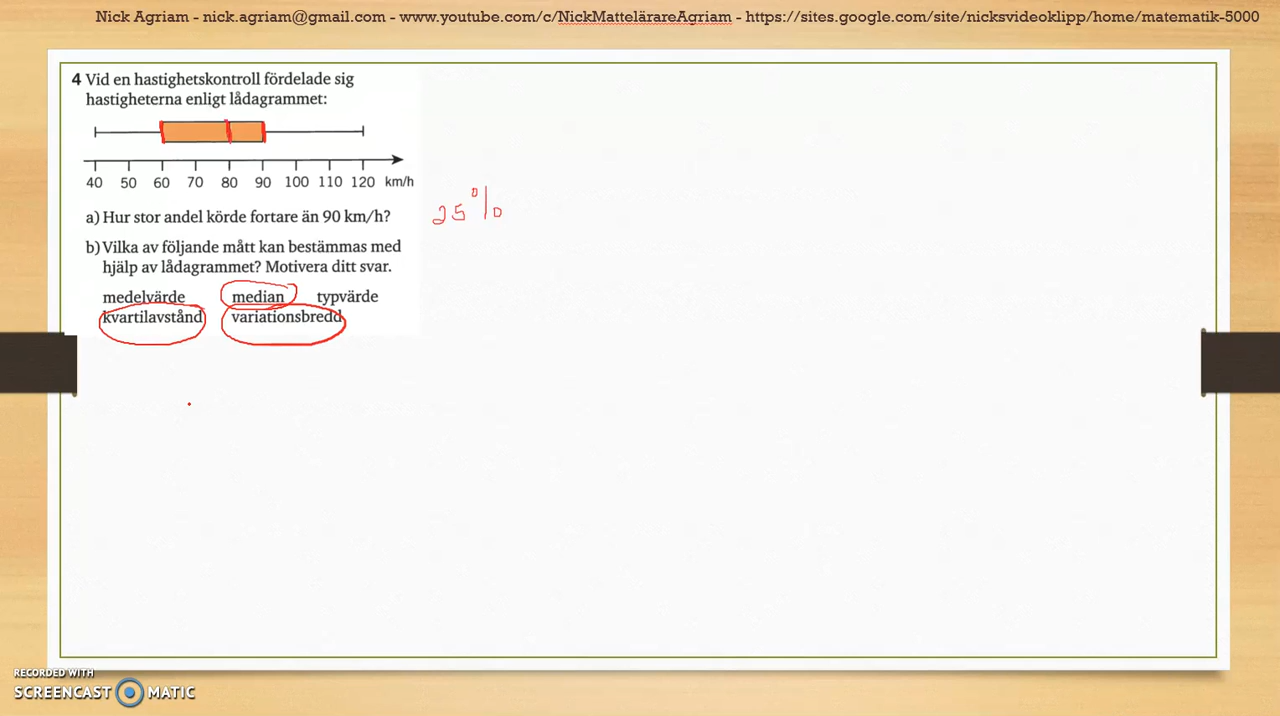 Nick Agriam - nick.agriam@gmail.com - www.youtube.com/c/NickMattelärareAgriam - https://sites.google.com/site/nicksvideoklipp/home/matematik-5000
4 Vid en hastighetskontroll fördelade sig
hastigheterna enligt lådagrammet:
40 50 60 70 80 90 100 110 120 km/h
a) Hur stor andel körde fortare än 90 km/h?
25%
b) Vilka av följande mått kan bestämmas med
hjälp av lådagrammet? Motivera ditt svar.
medelvärde median typvärde
kvartilavstånd variationsbredd
RECORDED WITH
SCREENCAST MATIC